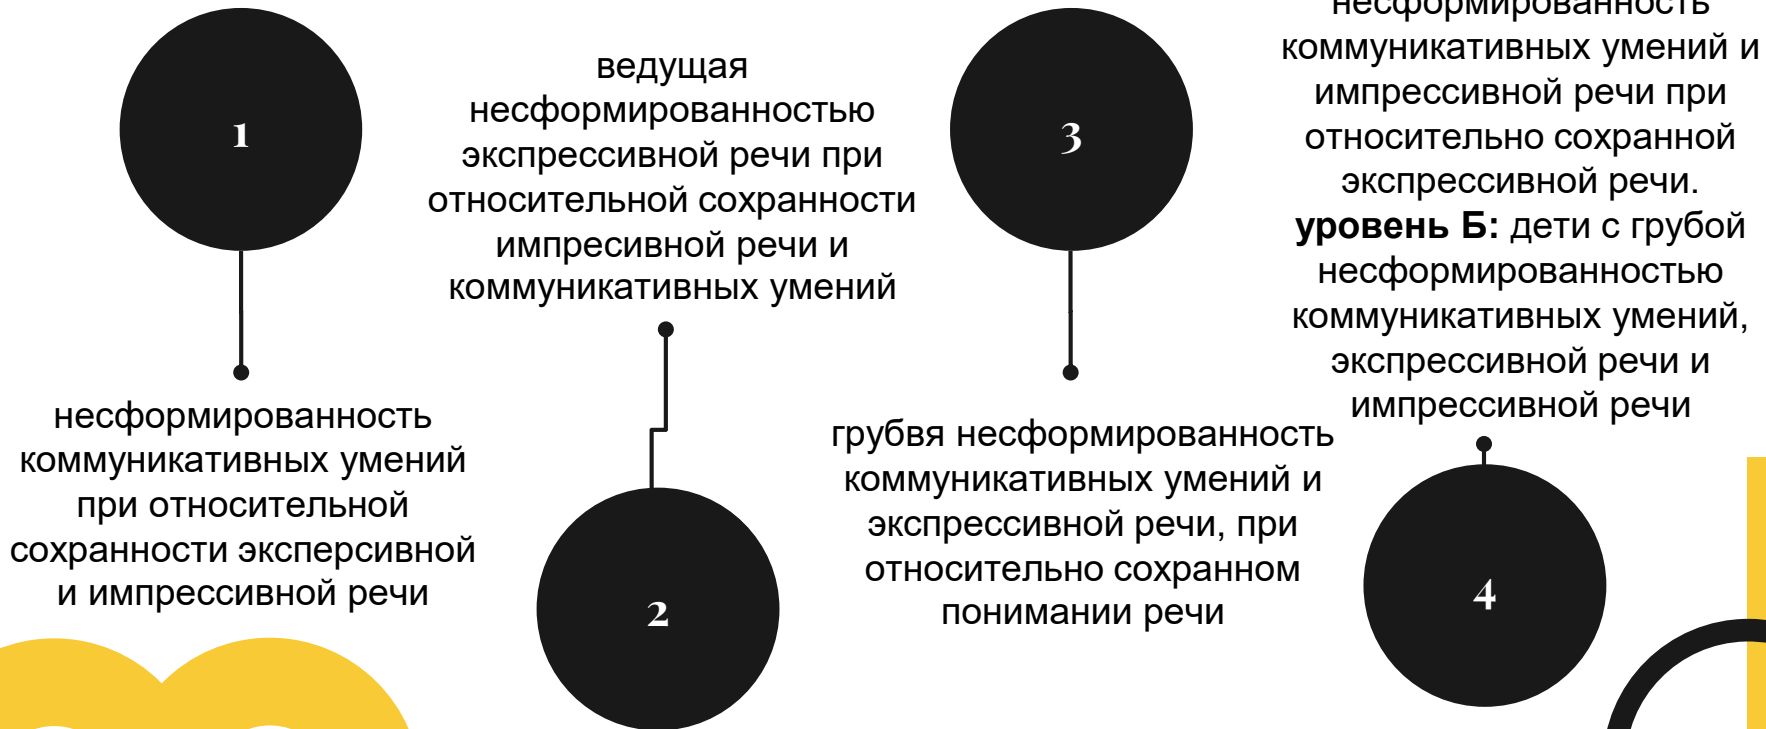 1
несформированность
коммуникативных умений
при относительной
сохранности эксперсивной
и импрессивной речи
ведущая
несформированностью
экспрессивной речи при
относительной сохранности
импресивной речи и
коммуникативных умений
2
3
грубвя несформированность
коммуникативных умений и
экспрессивной речи, при
относительно сохранном
понимании речи
несформированность
коммуникативных умений и
импрессивной речи при
относительно сохранной
экспрессивной речи.
уровень Б: дети с грубой
несформированностью
коммуникативных умений,
экспрессивной речи и
импрессивной речи
4